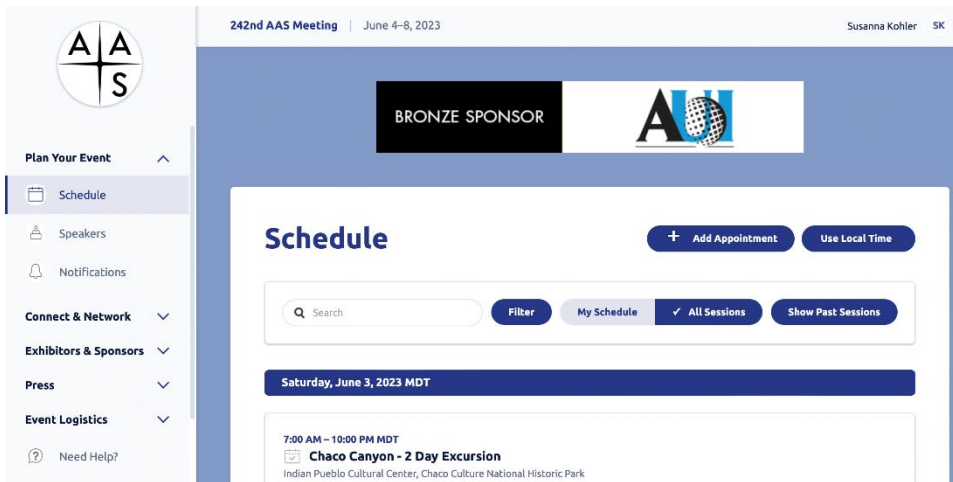 A A
S
242nd AAS Meeting | June 4–8, 2023
Susanna Kohler SK
Plan Your Event
Schedule
Speakers
Notifications
Connect & Network
Exhibitors & Sponsors
Press
Event Logistics
Need Help?
BRONZE SPONSOR
AUI
Schedule
+ Add Appointment
Use Local Time
Search
Filter
My Schedule
✓ All Sessions
Show Past Sessions
Saturday, June 3, 2023 MDT
7:00 AM – 10:00 PM MDT
Chaco Canyon - 2 Day Excursion
Indian Pueblo Cultural Center, Chaco Culture National Historic Park